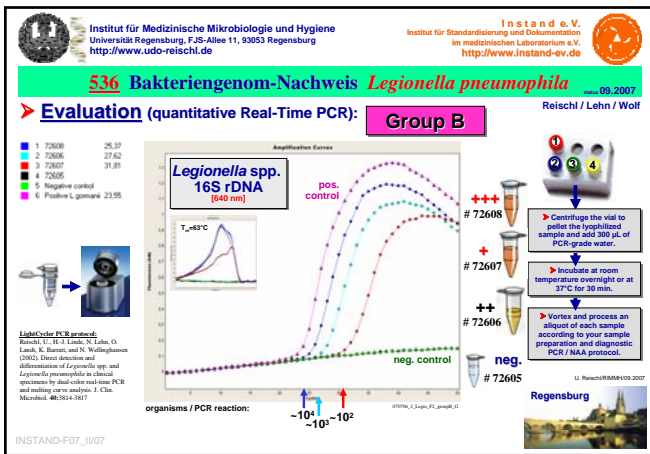 Institut für Medizinische Mikrobiologie und Hygiene
Universität Regensburg, FJS-Allee 11, 93053 Regensburg
http://www.udo-reischl.de
Instand e.V.
Institut für Standardisierung und Dokumentation
im medizinischen Laboratorium e.V.
http://www.instand-ev.de
536 Bakteriengenom-Nachweis Legionella pneumophila
09.2007
Evaluation (quantitative Real-Time PCR):
Group B
Reischl / Lehn / Wolf
1 72608 25,37
2 72606 27,62
3 72607 31,81
4 72605
5 Negative control
6 Positive L.gormanii 23,55
Amplification Curves
Legionella spp.
16S rDNA
[640 nm]
Tm=63°C
pos.
control
neg. control
+++
# 72608
+
# 72607
++
# 72606
neg.
# 72605
1
2 3 4
Centrifuge the vial to
pellet the lyophilized
sample and add 300 µL of
PCR-grade water.
Incubate at room
temperature overnight or at
37°C for 30 min.
Vortex and process an
aliquot of each sample
according to your sample
preparation and diagnostic
PCR / NAA protocol.
LightCycler PCR protocol:
Reischl, U., H.-J. Linde, N. Lehn, O.
Landt, K. Barratt, and N. Wellinghausen
(2002). Direct detection and
differentiation of Legionella spp. and
Legionella pneumophila in clinical
specimens by dual-color real-time PCR
and melting curve analysis. J. Clin.
Microbiol. 40:3814-3817
organisms / PCR reaction:
~10⁴
~10³
~10²
U. Reischl/RIMMH/09.2007
Regensburg
INSTAND-F07_II/07